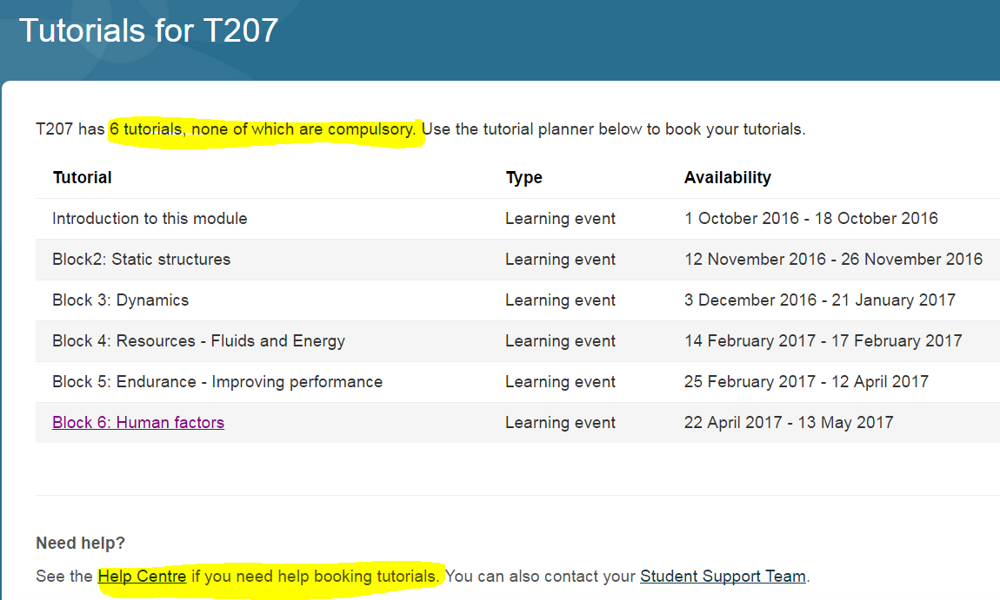 Tutorials for T207
T207 has 6 tutorials, none of which are compulsory. Use the tutorial planner below to book your tutorials.
Tutorial Type Availability
Introduction to this module Learning event 1 October 2016 - 18 October 2016
Block2: Static structures Learning event 12 November 2016 - 26 November 2016
Block 3: Dynamics Learning event 3 December 2016 - 21 January 2017
Block 4: Resources - Fluids and Energy Learning event 14 February 2017 - 17 February 2017
Block 5: Endurance - Improving performance Learning event 25 February 2017 - 12 April 2017
Block 6: Human factors Learning event 22 April 2017 - 13 May 2017
Need help?
See the Help Centre if you need help booking tutorials. You can also contact your Student Support Team.